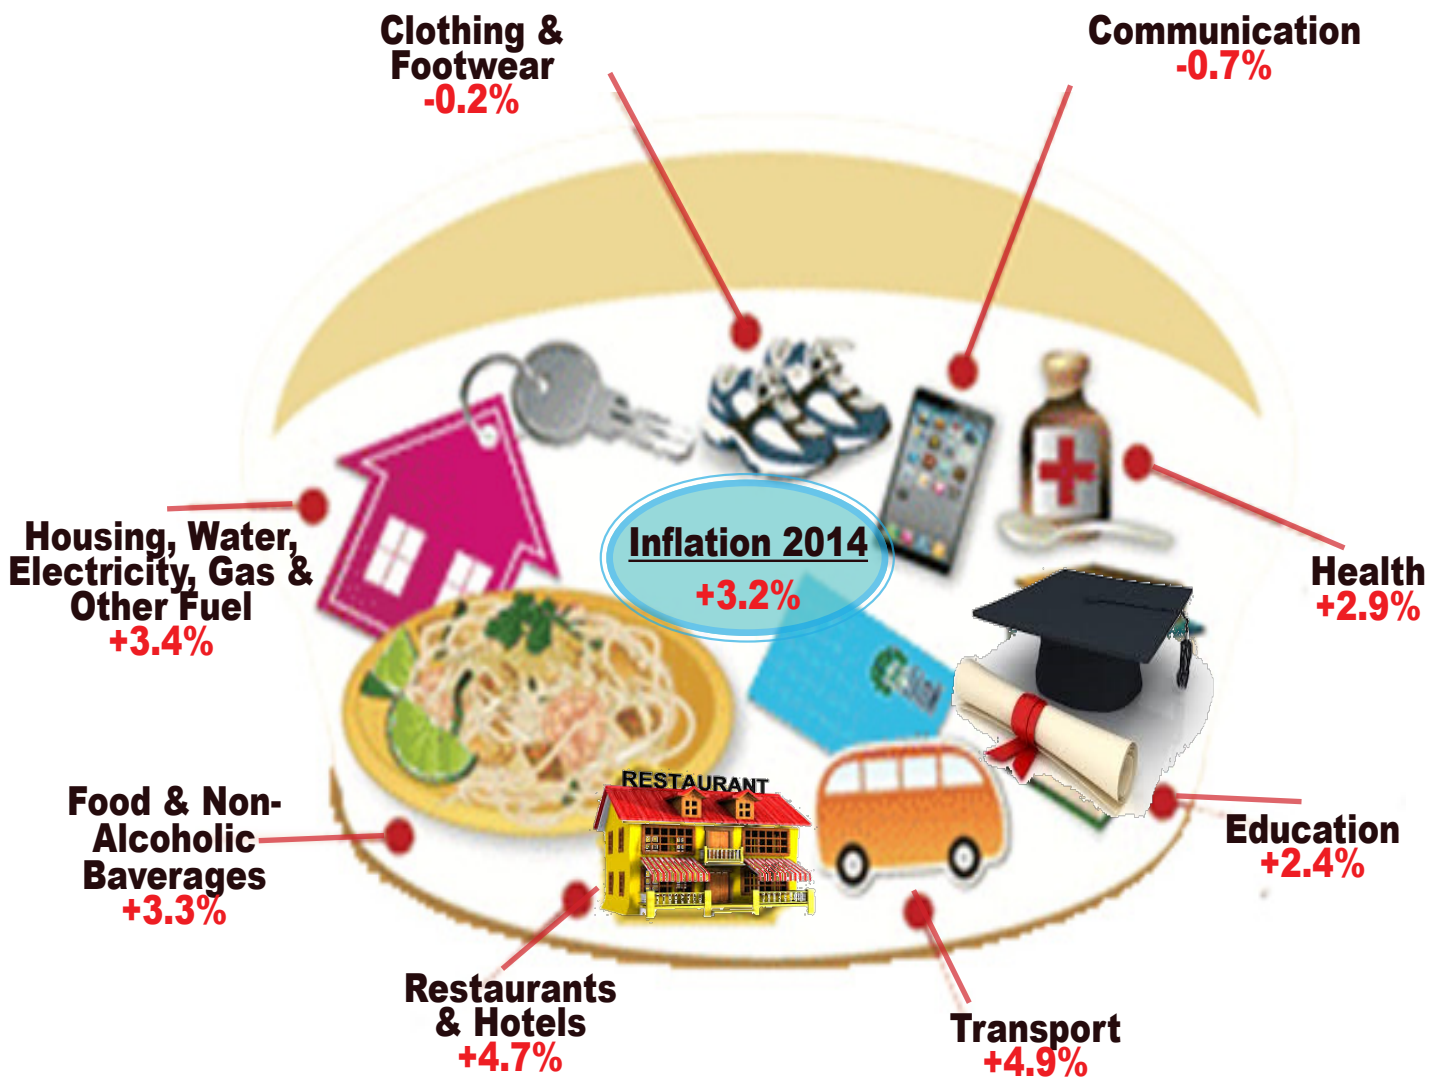 Clothing &
Footwear
-0.2%
Communication
-0.7%
Housing, Water,
Electricity, Gas &
Other Fuel
+3.4%
Inflation 2014
+3.2%
Health
+2.9%
Food & Non-
Alcoholic
Baverages
+3.3%
RESTAURANT
Education
+2.4%
Restaurants
& Hotels
+4.7%
Transport
+4.9%